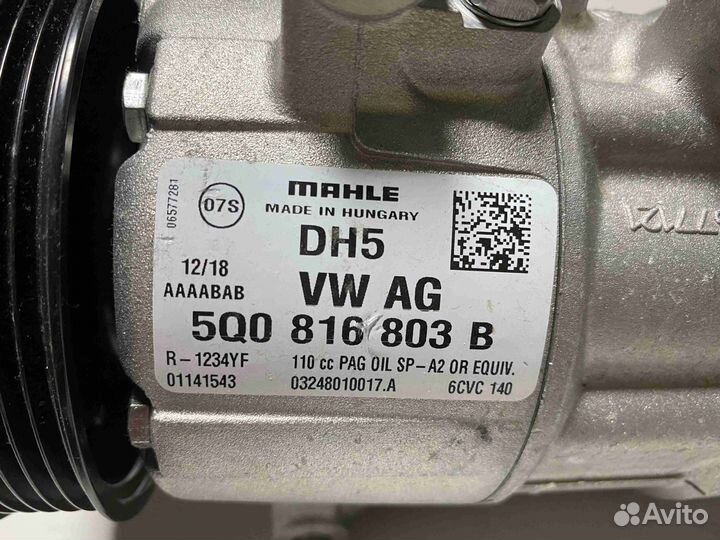 06577281
07S
MAHLE
MADE IN HUNGARY
DH5
12/18
AAAABAB
VW AG
5Q0 816 803 B
R-1234YF
110 cc PAG OIL SP-A2 OR EQUIV.
01141543
03248010017.A
6CVC 140
Avito